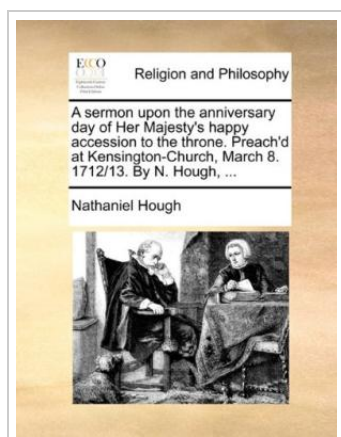 ECCO
Religion and Philosophy
A sermon upon the anniversary
day of Her Majesty's happy
accession to the throne. Preach'd
at Kensington-Church, March 8.
1712/13. By N. Hough, ...
Nathaniel Hough